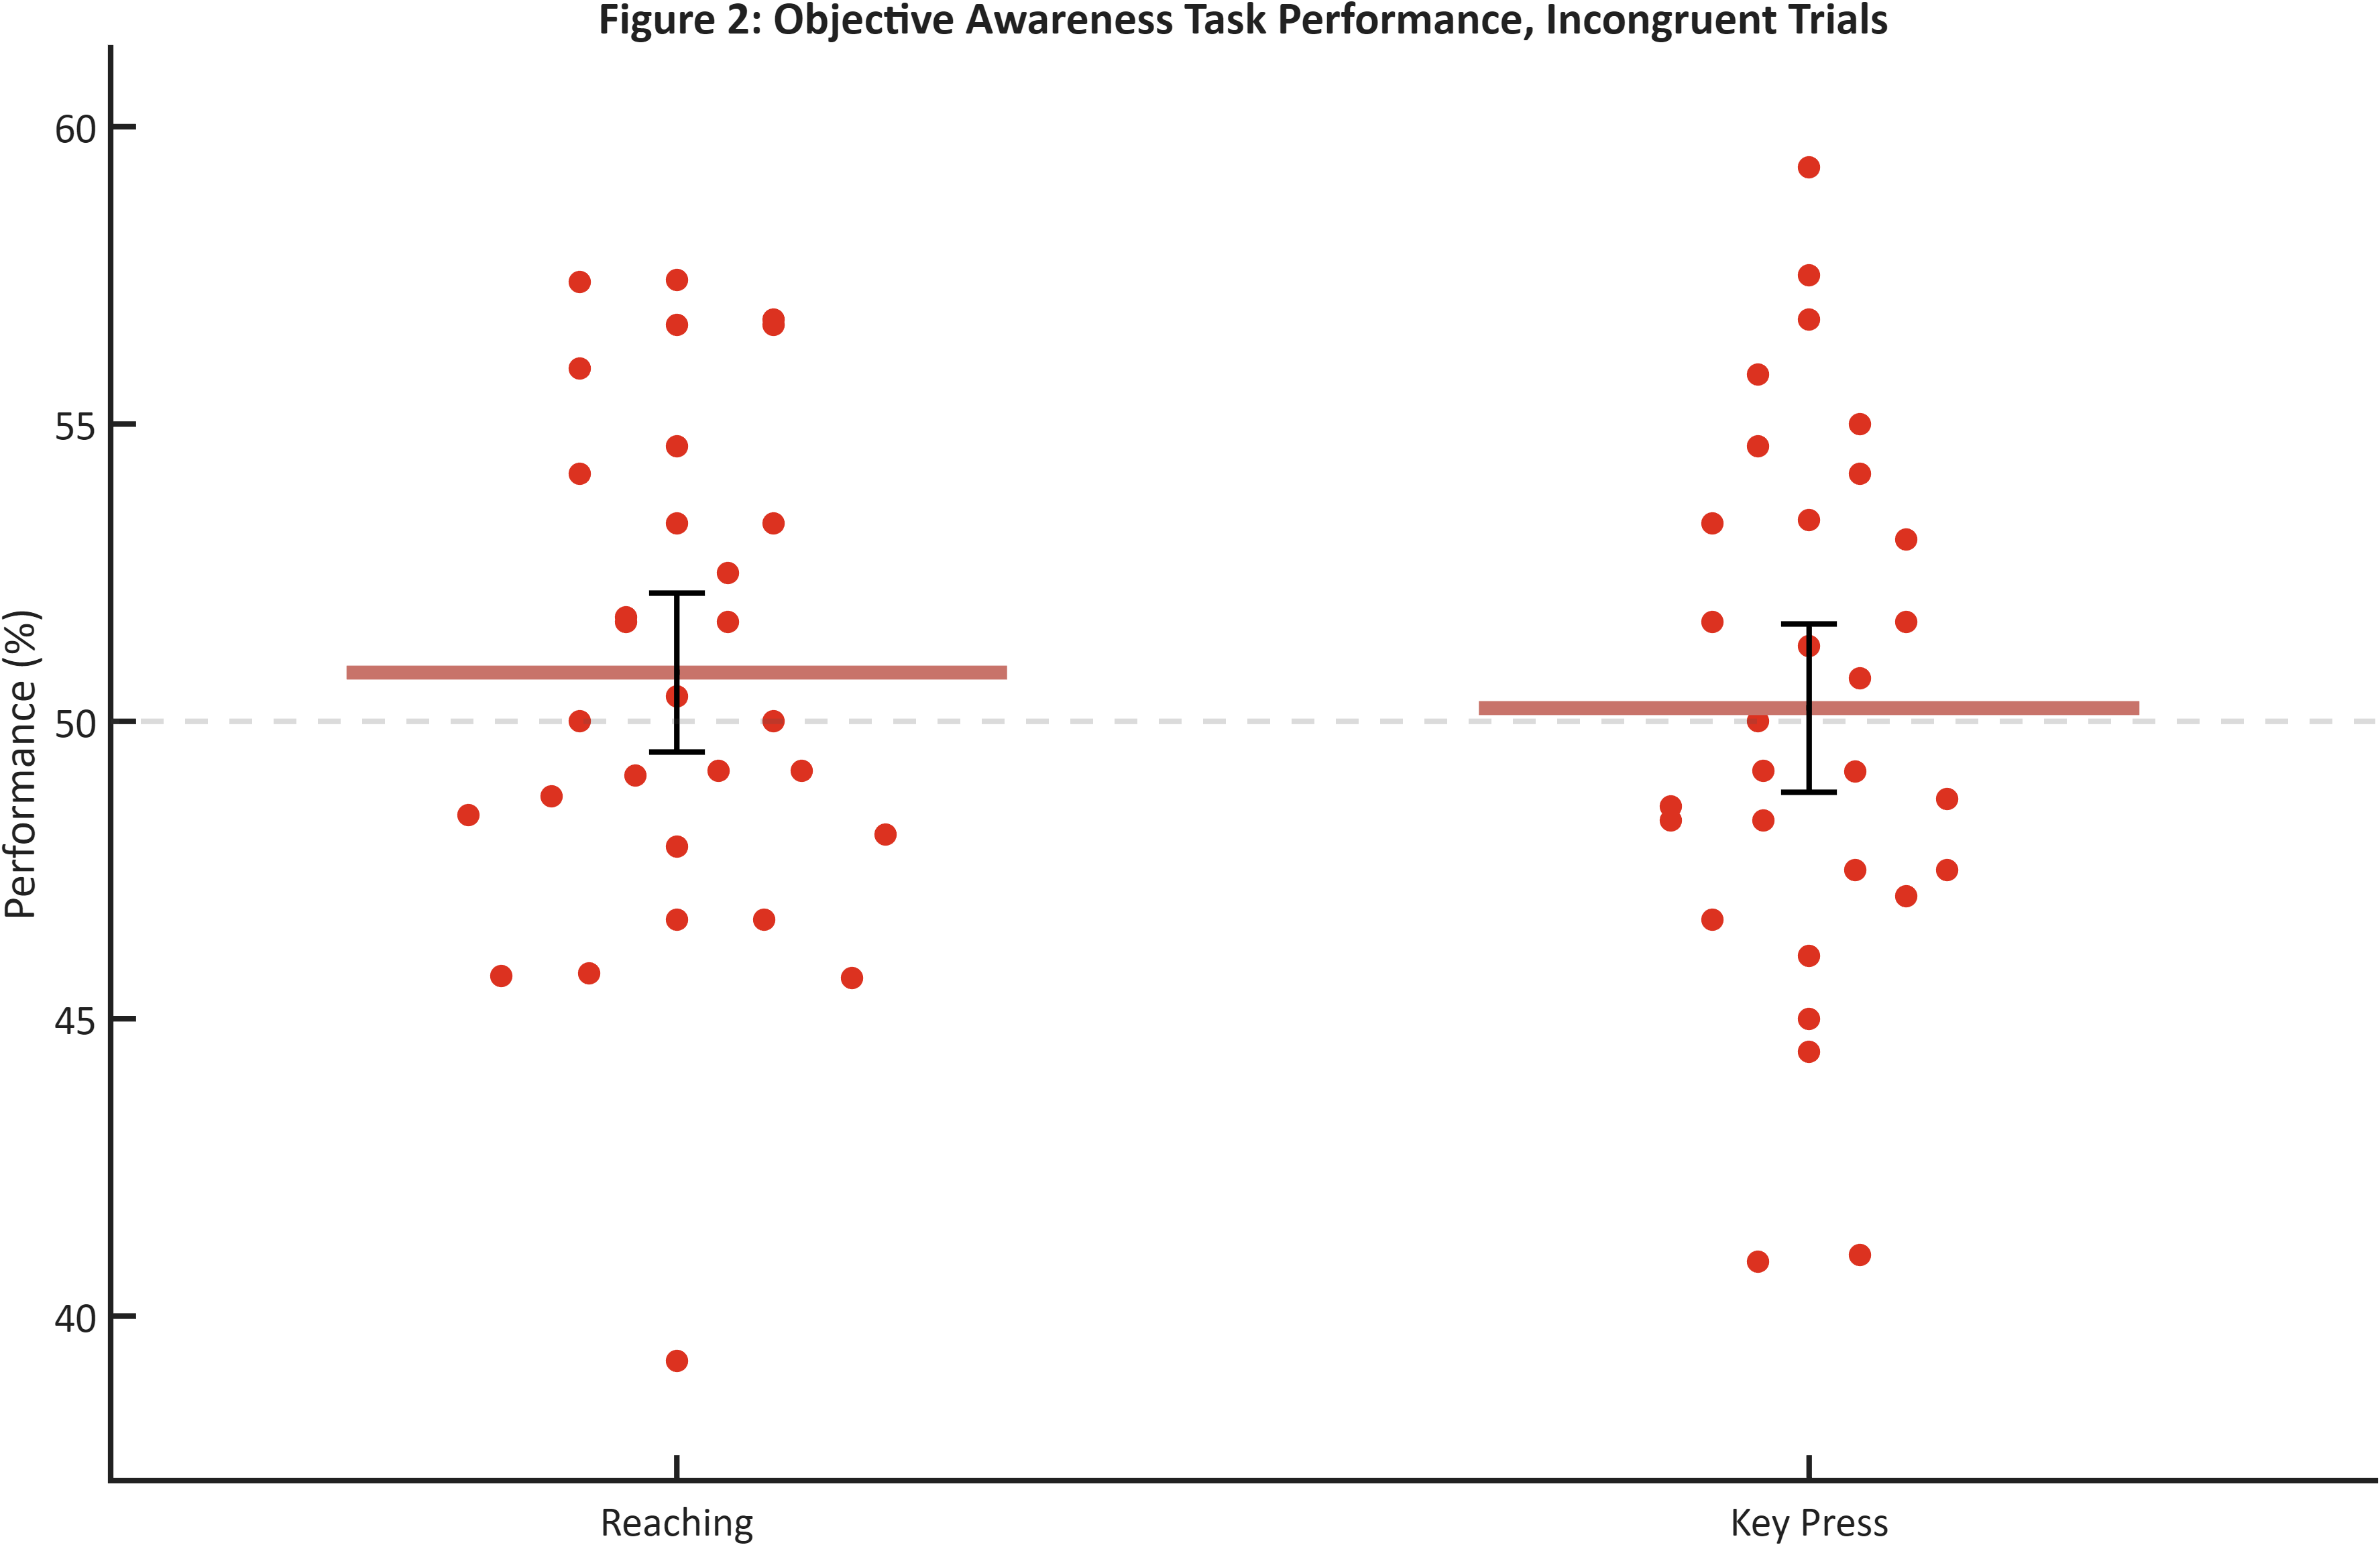 Figure 2: Objective Awareness Task Performance, Incongruent Trials
60
55
50
45
40
Performance (%)
Reaching
Key Press